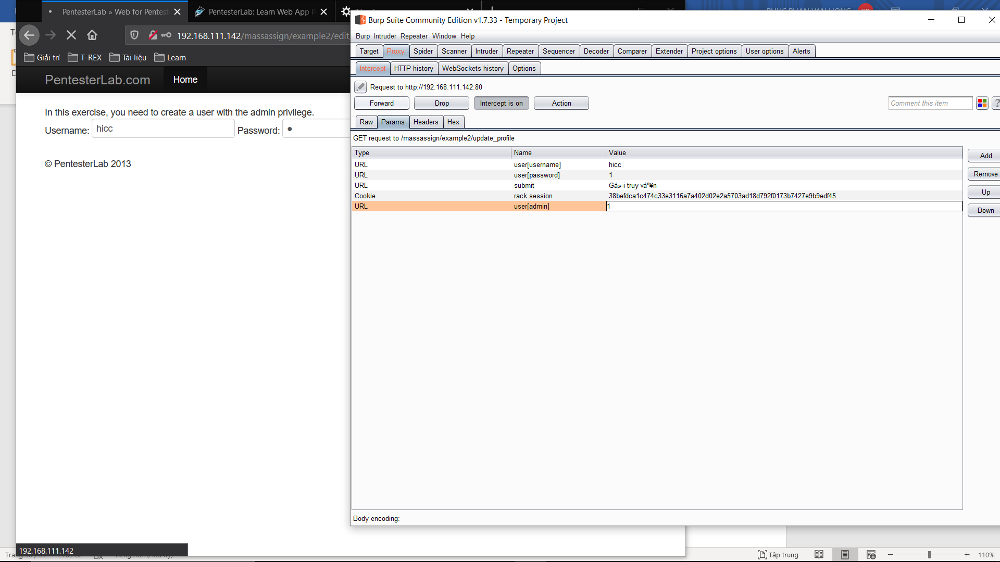 PentesterLab » Web for Pentest
PentesterLab: Learn Web App P
192.168.111.142/massassign/example2/edit
Giải trí
T-REX
Tài liệu
Learn
PentesterLab.com
Home
In this exercise, you need to create a user with the admin privilege.
Username: hicc Password: ●
© PentesterLab 2013
192.168.111.142
Burp Suite Community Edition v1.7.33 - Temporary Project
Burp Intruder Repeater Window Help
Target Proxy Spider Scanner Intruder Repeater Sequencer Decoder Comparer Extender Project options User options Alerts
Intercept HTTP history WebSockets history Options
Request to http://192.168.111.142:80
Forward Drop Intercept is on Action Comment this item ?
Raw Params Headers Hex
GET request to /massassign/example2/update_profile
Type Name Value
URL user[username] hicc
URL user[password] 1
URL submit Gá»­i truy váº¥n
Cookie rack.session 38befdca1c474c33e3116a7a402d02e2a5703ad18d792f0173b7427e9b9edf45
URL user[admin] 1
Add
Remove
Up
Down
Body encoding:
Tập trung
110%